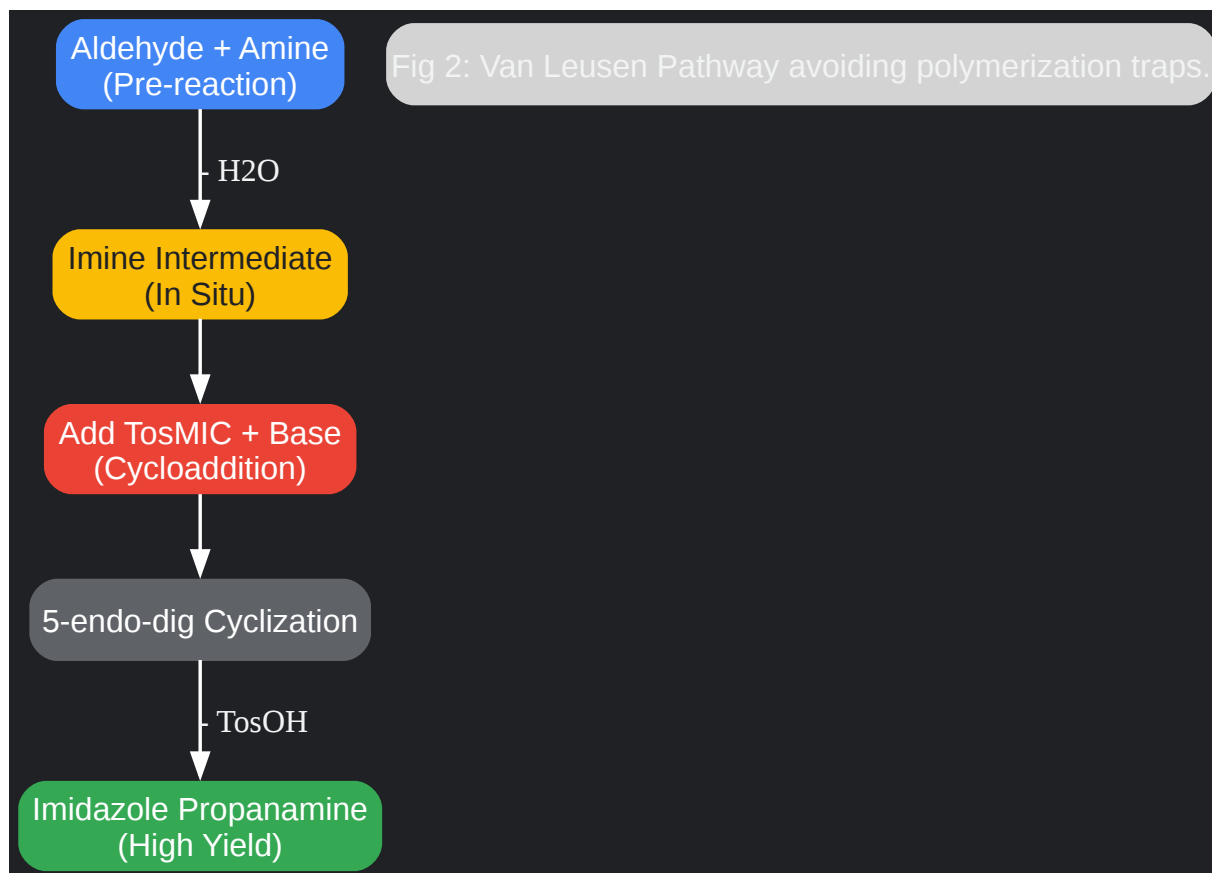 Aldehyde + Amine
(Pre-reaction)
Fig 2: Van Leusen Pathway avoiding polymerization traps.
- H2O
Imine Intermediate
(In Situ)
Add TosMIC + Base
(Cycloaddition)
5-endo-dig Cyclization
- TosOH
Imidazole Propanamine
(High Yield)